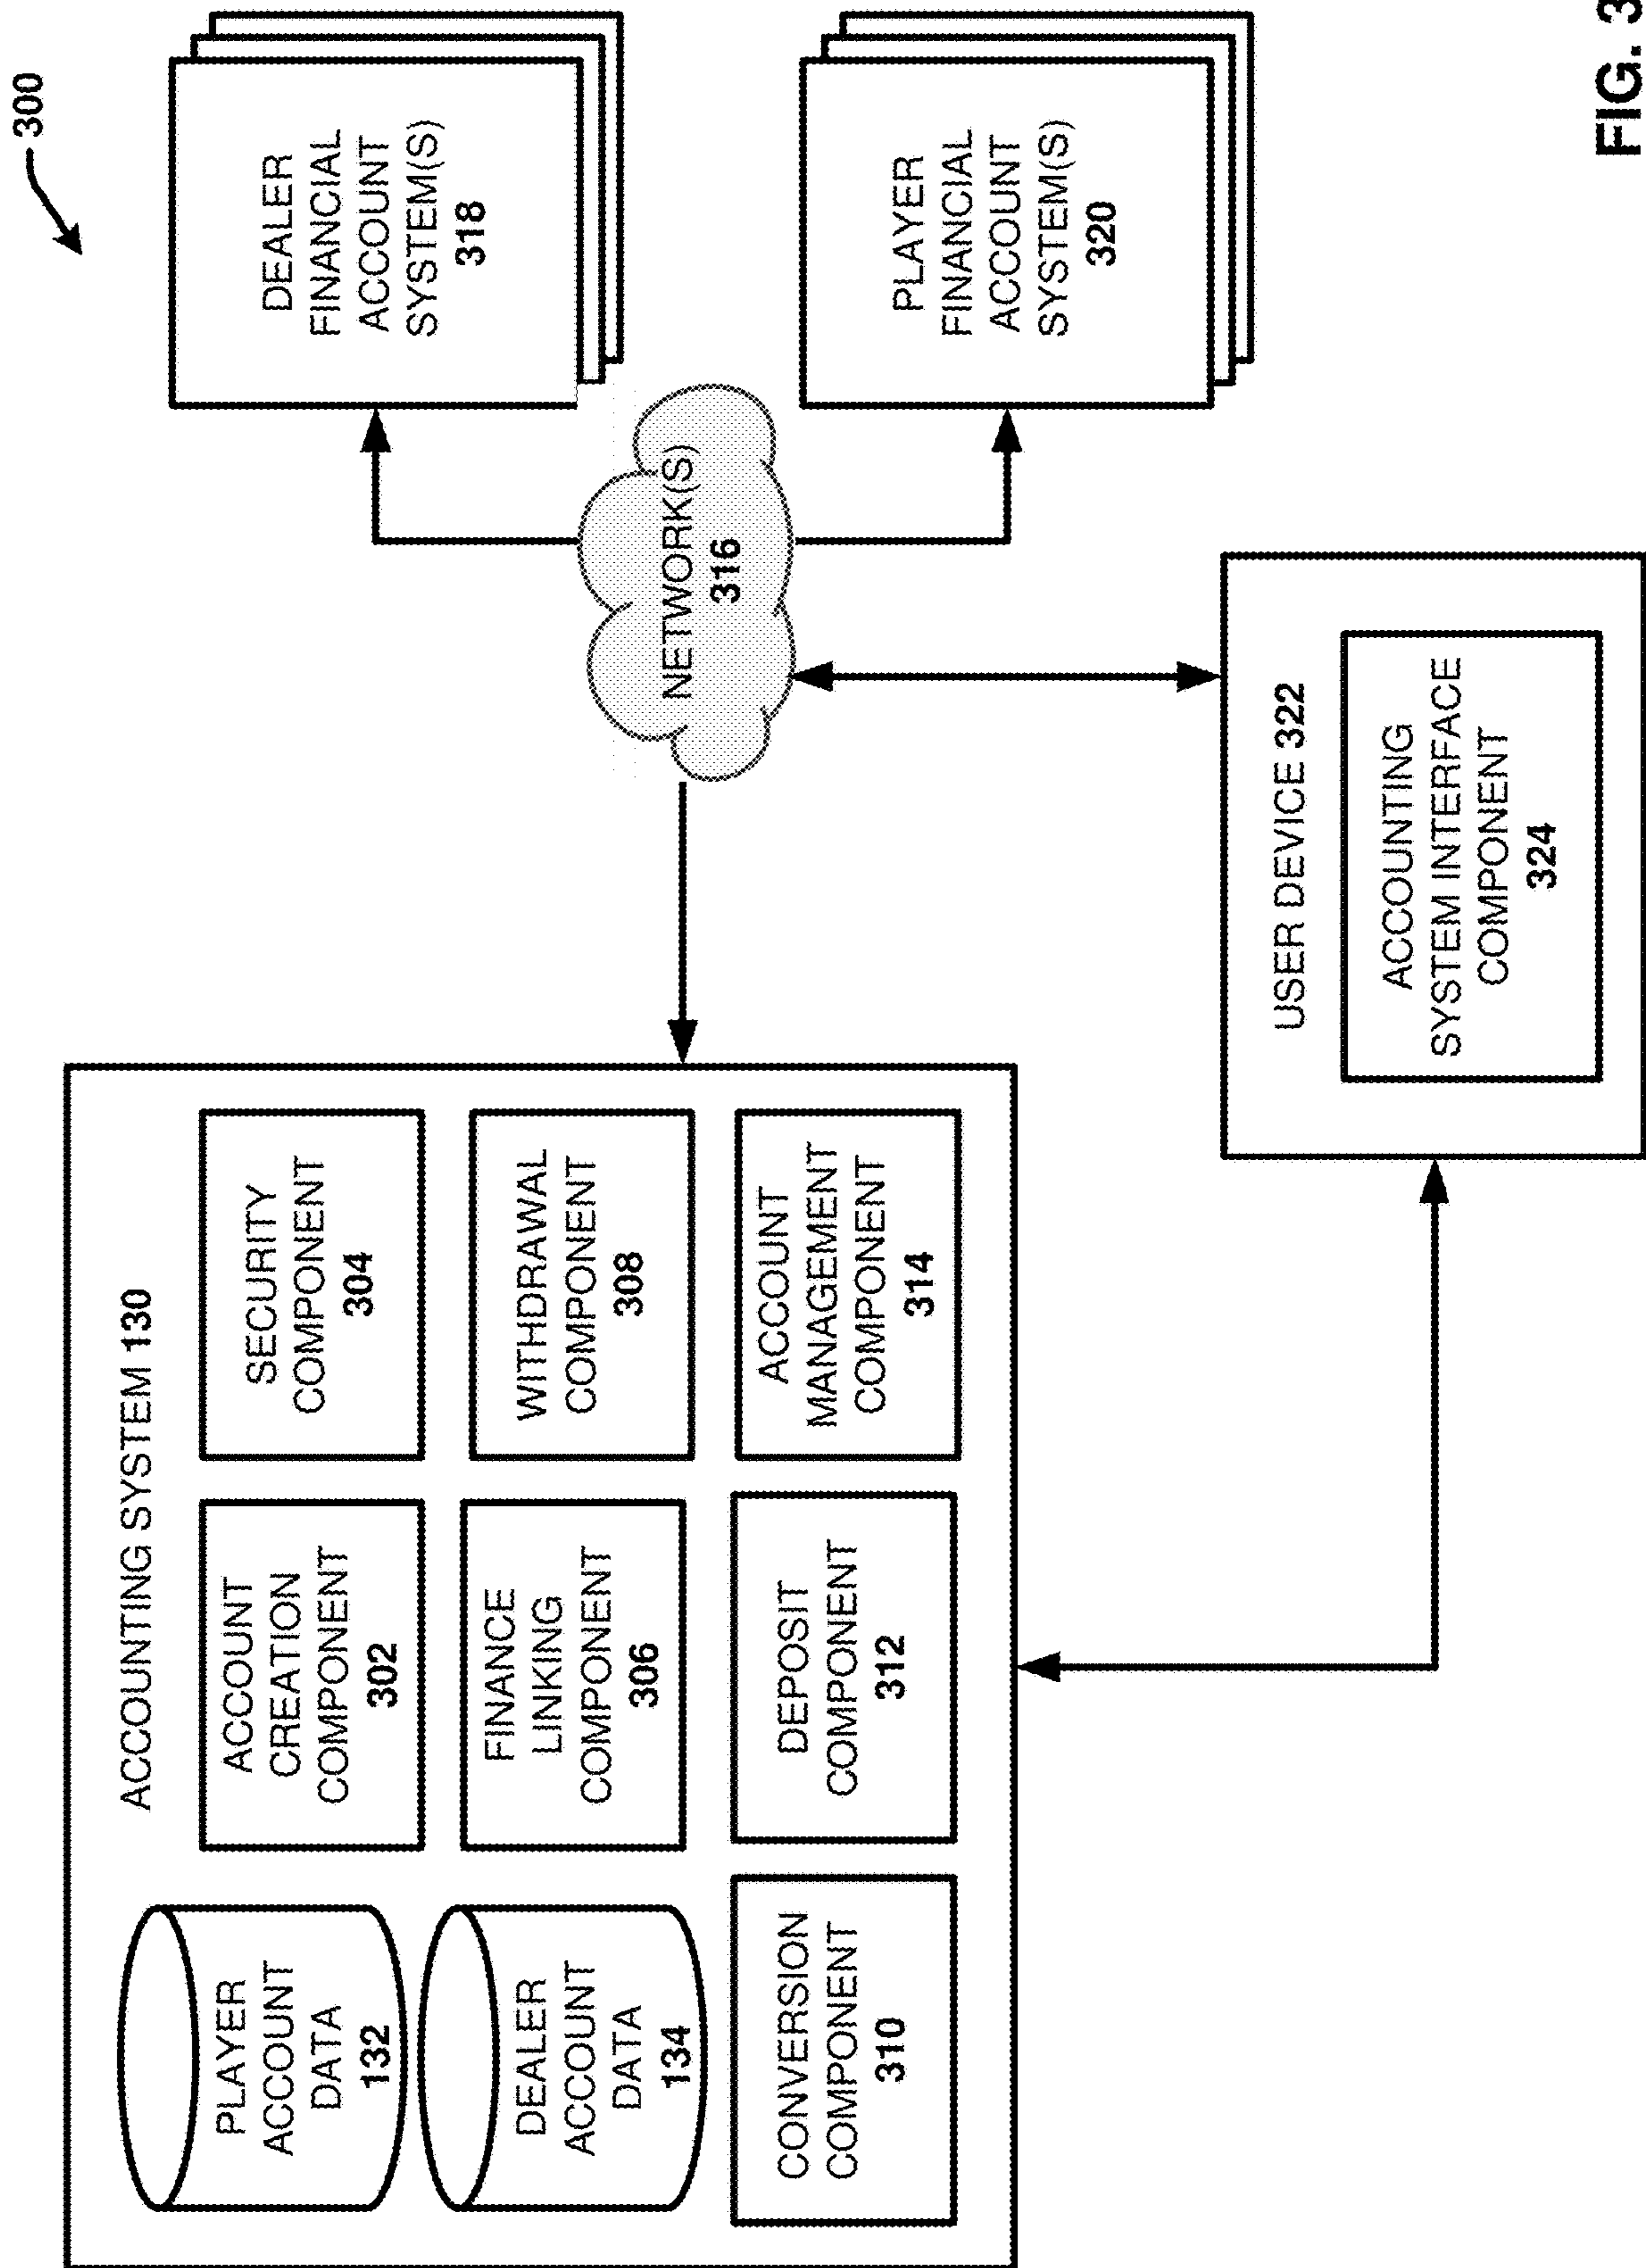 300
ACCOUNTING SYSTEM 130
PLAYER
ACCOUNT
DATA
132
ACCOUNT
CREATION
COMPONENT
302
SECURITY
COMPONENT
304
DEALER
ACCOUNT
DATA
134
FINANCE
LINKING
COMPONENT
306
WITHDRAWAL
COMPONENT
308
CONVERSION
COMPONENT
310
DEPOSIT
COMPONENT
312
ACCOUNT
MANAGEMENT
COMPONENT
314
NETWORK(S)
316
DEALER
FINANCIAL
ACCOUNT
SYSTEM(S)
318
PLAYER
FINANCIAL
ACCOUNT
SYSTEM(S)
320
USER DEVICE 322
ACCOUNTING
SYSTEM INTERFACE
COMPONENT
324
FIG. 3